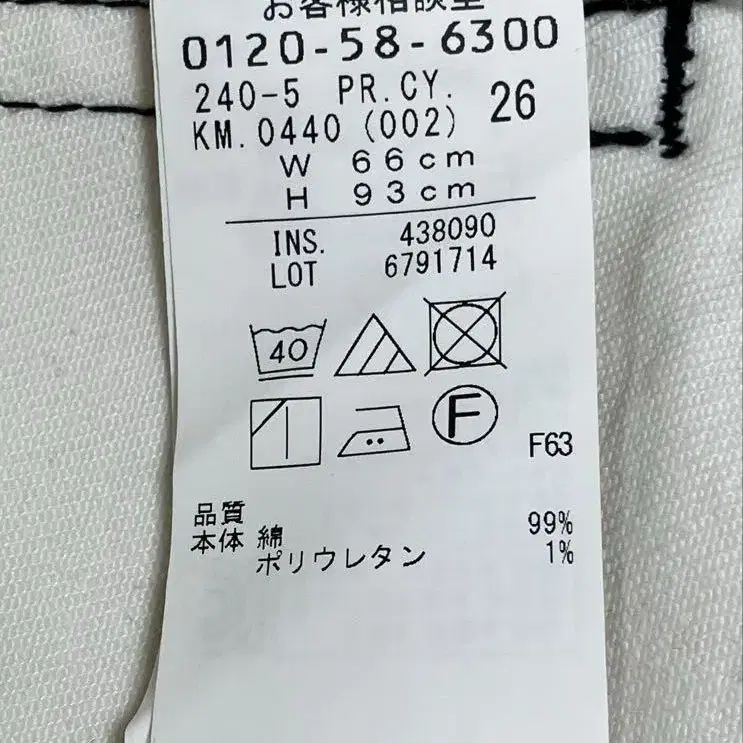 お客様相談室
0120-58-6300
240-5 PR.CY. 26
KM.0440 (002)
W 66cm
H 93cm
INS. 438090
LOT 6791714
40
F
F63
品質
本体 綿 99%
ポリウレタン 1%